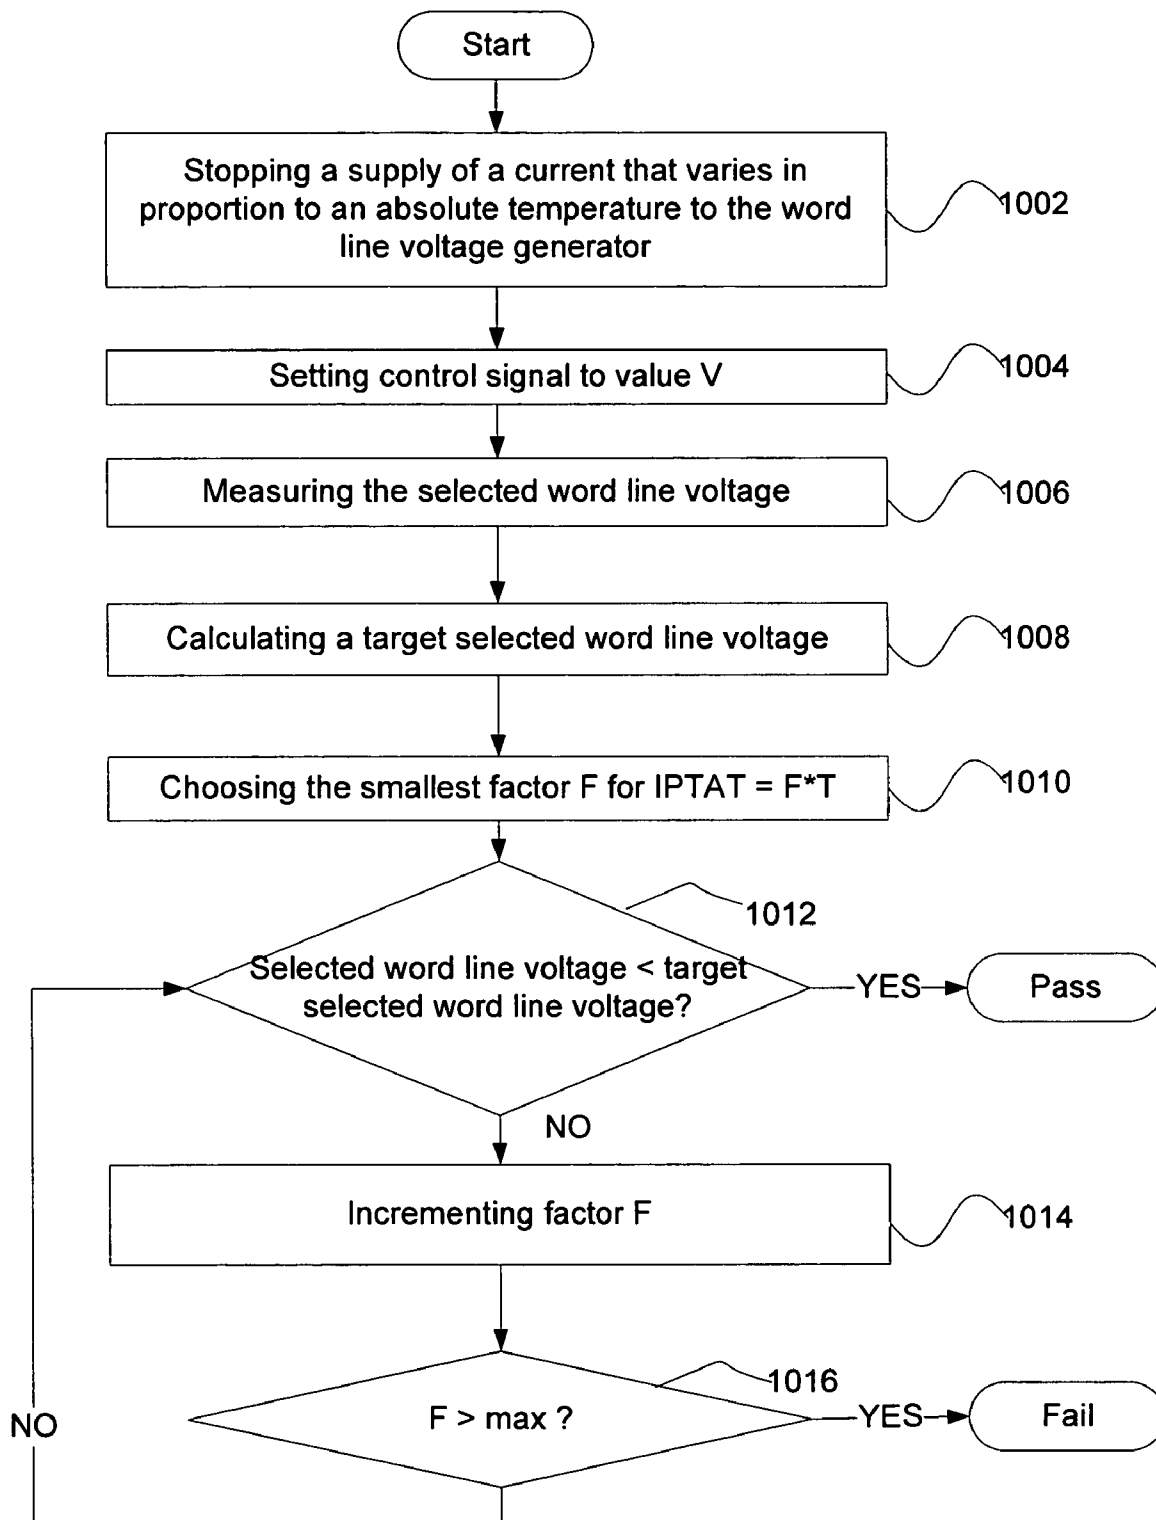 Start
Stopping a supply of a current that varies in
proportion to an absolute temperature to the word
line voltage generator
1002
Setting control signal to value V
1004
Measuring the selected word line voltage
1006
Calculating a target selected word line voltage
1008
Choosing the smallest factor F for IPTAT = F*T
1010
1012
Selected word line voltage < target
selected word line voltage?
YES
Pass
NO
Incrementing factor F
1014
1016
F > max ?
YES
Fail
NO